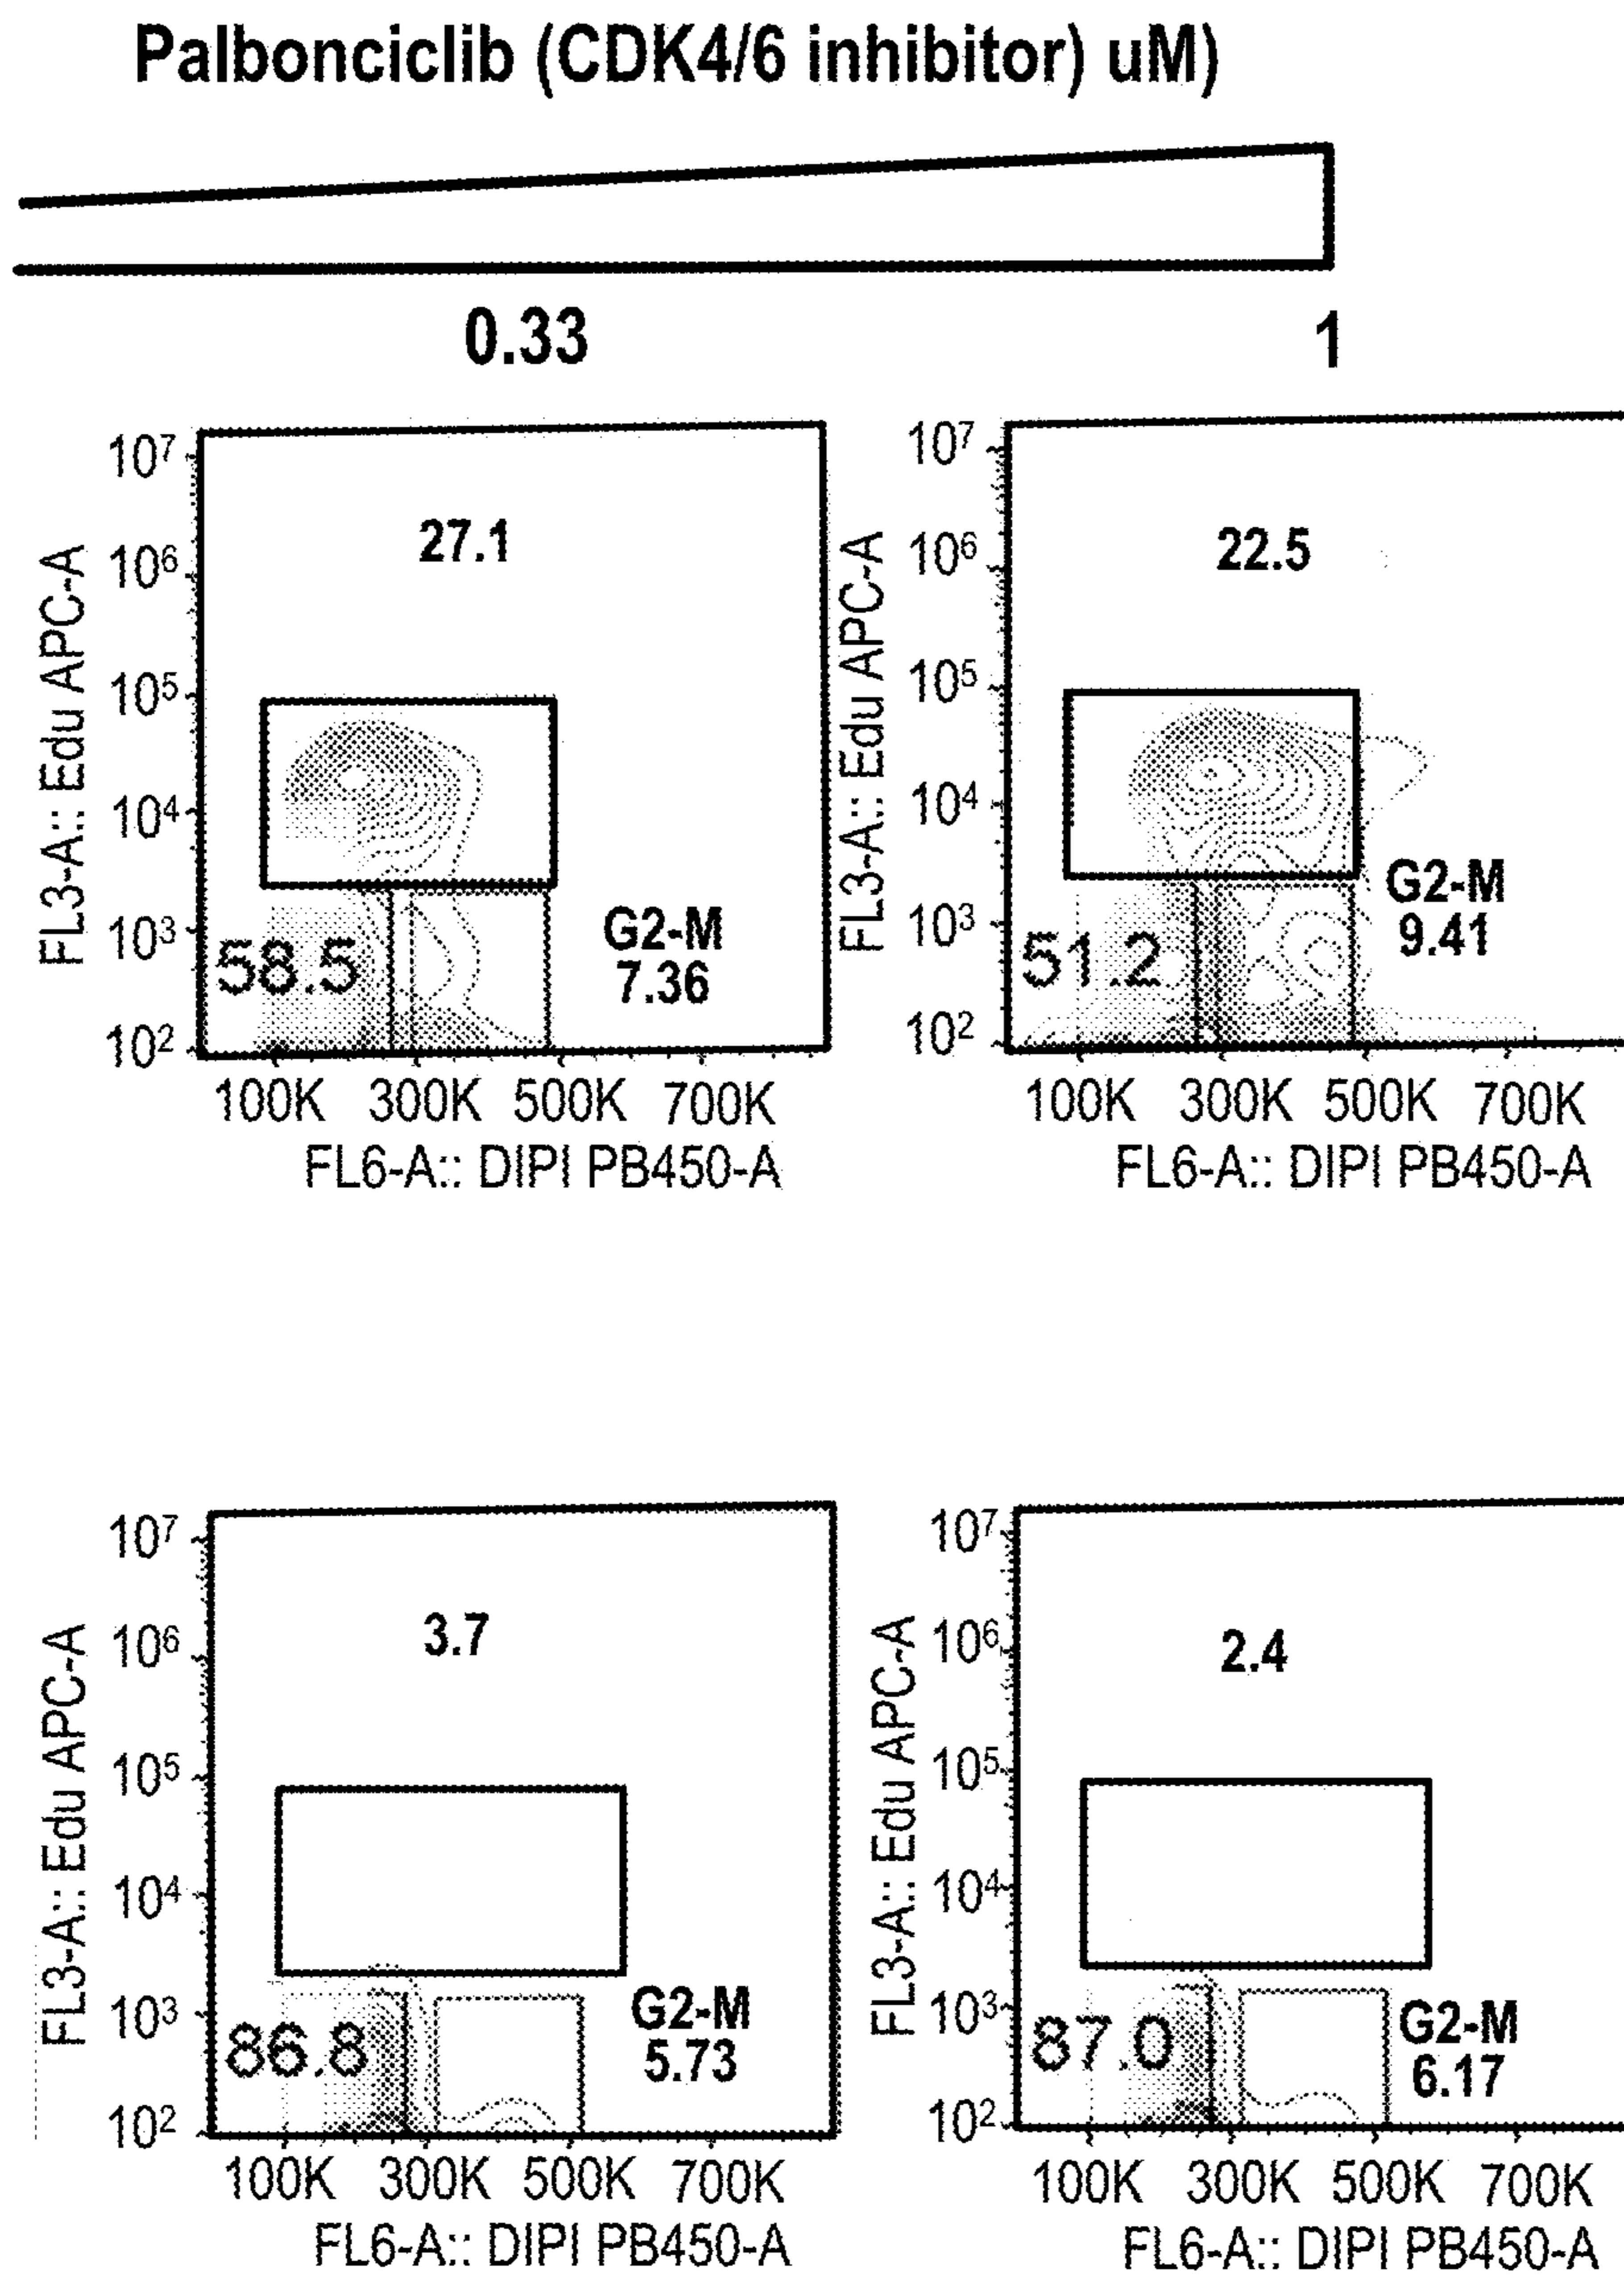 Palbonciclib (CDK4/6 inhibitor) uM)
0.33
1
10⁷
10⁶
10⁵
10⁴
10³
10²
FL3-A:: Edu APC-A
27.1
58.5
G2-M
7.36
100K 300K 500K 700K
FL6-A:: DIPI PB450-A
10⁷
10⁶
10⁵
10⁴
10³
10²
FL3-A:: Edu APC-A
22.5
51.2
G2-M
9.41
100K 300K 500K 700K
FL6-A:: DIPI PB450-A
10⁷
10⁶
10⁵
10⁴
10³
10²
FL3-A:: Edu APC-A
3.7
86.8
G2-M
5.73
100K 300K 500K 700K
FL6-A:: DIPI PB450-A
10⁷
10⁶
10⁵
10⁴
10³
10²
FL3-A:: Edu APC-A
2.4
87.0
G2-M
6.17
100K 300K 500K 700K
FL6-A:: DIPI PB450-A